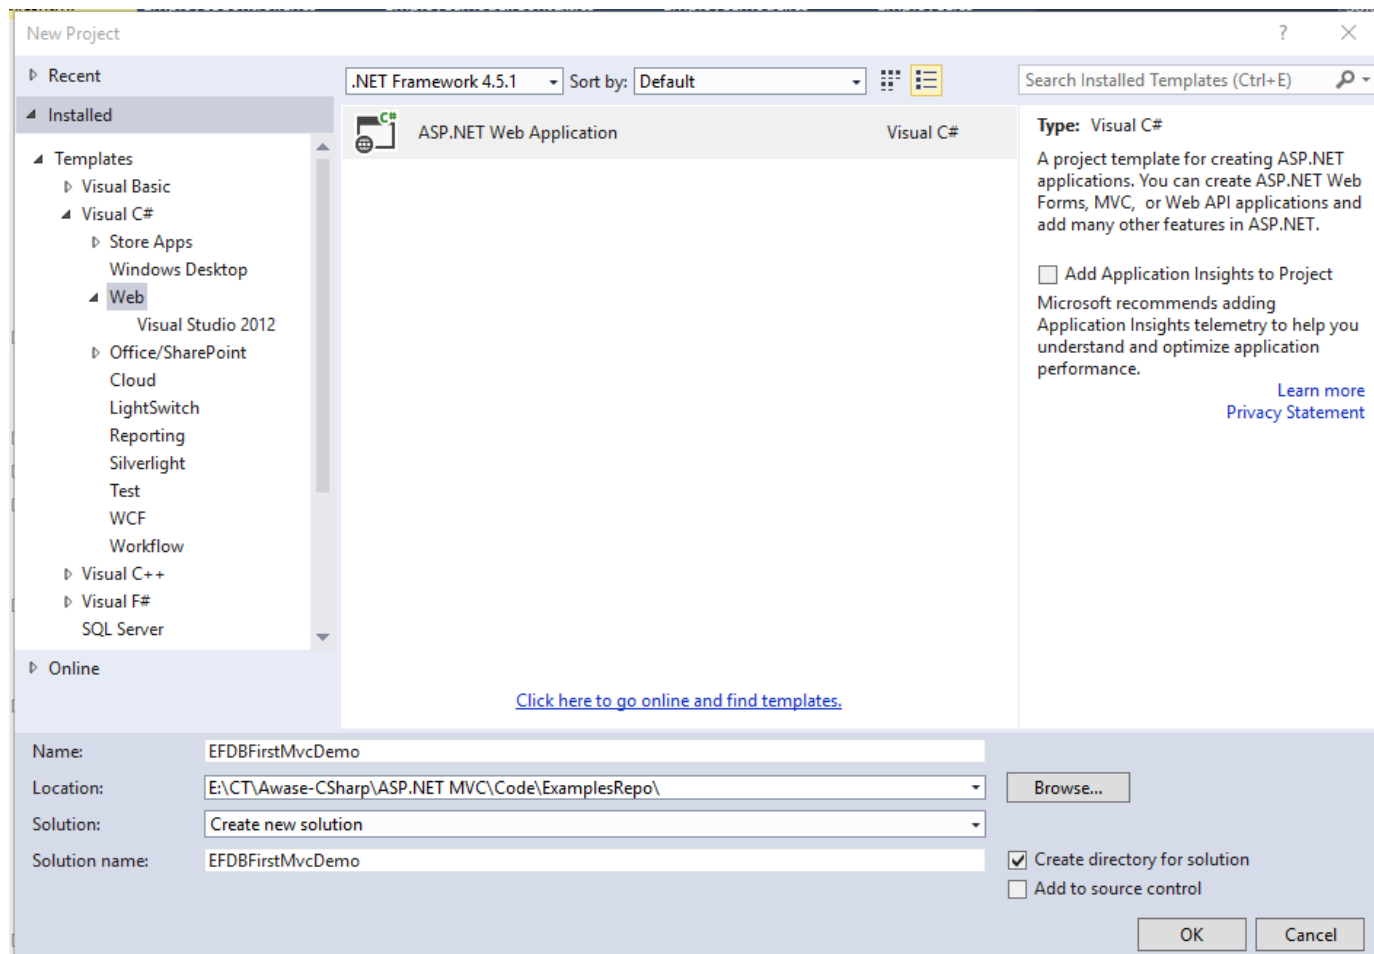 New Project
?
Recent
.NET Framework 4.5.1
Sort by:
Default
Search Installed Templates (Ctrl+E)
Installed
Templates
Visual Basic
Visual C#
Store Apps
Windows Desktop
Web
Visual Studio 2012
Office/SharePoint
Cloud
LightSwitch
Reporting
Silverlight
Test
WCF
Workflow
Visual C++
Visual F#
SQL Server
Online
C#
ASP.NET Web Application
Visual C#
Click here to go online and find templates.
Type: Visual C#
A project template for creating ASP.NET
applications. You can create ASP.NET Web
Forms, MVC, or Web API applications and
add many other features in ASP.NET.
Add Application Insights to Project
Microsoft recommends adding
Application Insights telemetry to help you
understand and optimize application
performance.
Learn more
Privacy Statement
Name:
EFDBFirstMvcDemo
Location:
E:\CT\Awase-CSharp\ASP.NET MVC\Code\ExamplesRepo\
Browse...
Solution:
Create new solution
Solution name:
EFDBFirstMvcDemo
Create directory for solution
Add to source control
OK
Cancel